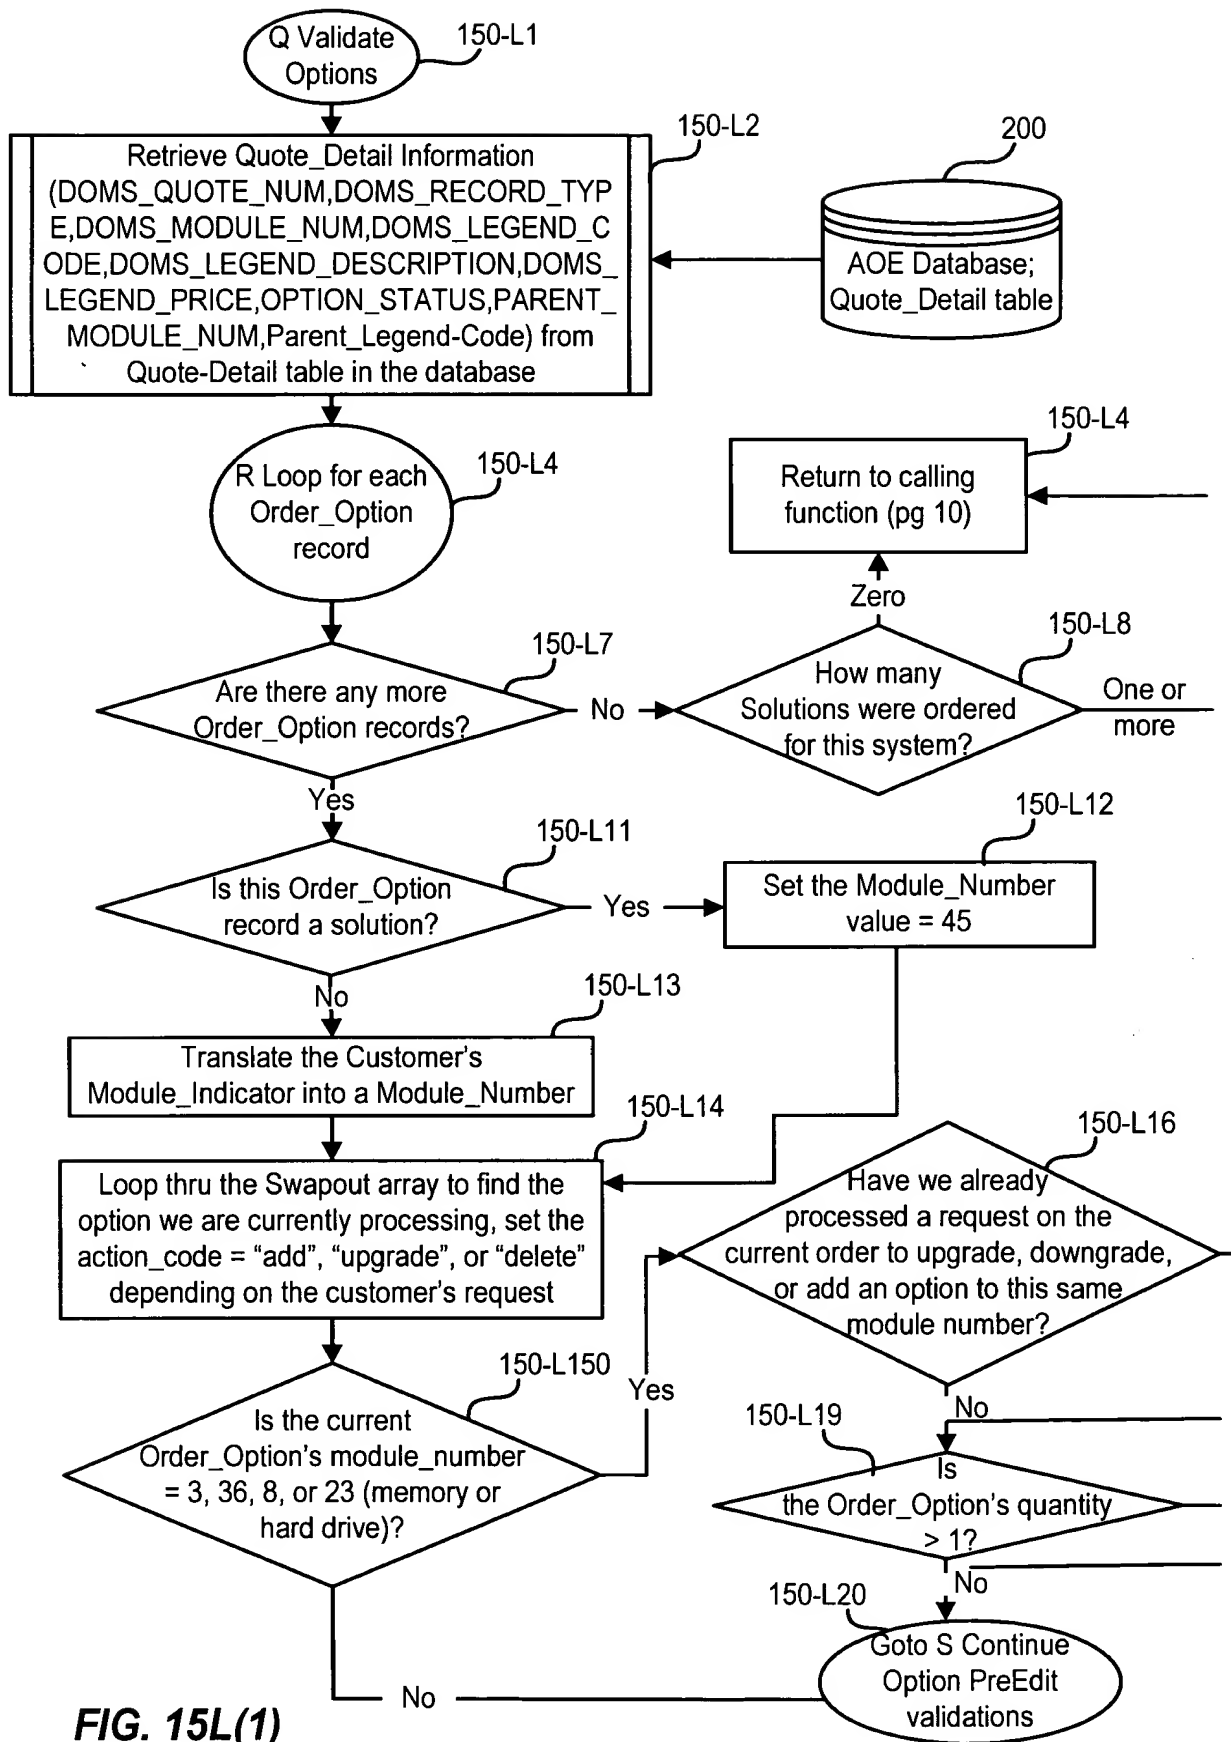 Q Validate
Options
150-L1
150-L2
Retrieve Quote_Detail Information
(DOMS_QUOTE_NUM,DOMS_RECORD_TYP
E,DOMS_MODULE_NUM,DOMS_LEGEND_C
ODE,DOMS_LEGEND_DESCRIPTION,DOMS_
LEGEND_PRICE,OPTION_STATUS,PARENT_
MODULE_NUM,Parent_Legend-Code) from
Quote-Detail table in the database
200
AOE Database;
Quote_Detail table
R Loop for each
Order_Option
record
150-L4
150-L4
Return to calling
function (pg 10)
Zero
150-L7
Are there any more
Order_Option records?
No
150-L8
How many
Solutions were ordered
for this system?
One or
more
Yes
150-L11
Is this Order_Option
record a solution?
Yes
150-L12
Set the Module_Number
value = 45
No
150-L13
Translate the Customer's
Module_Indicator into a Module_Number
150-L14
Loop thru the Swapout array to find the
option we are currently processing, set the
action_code = “add”, “upgrade”, or “delete”
depending on the customer's request
150-L16
Have we already
processed a request on the
current order to upgrade, downgrade,
or add an option to this same
module number?
150-L150
Is the current
Order_Option's module_number
= 3, 36, 8, or 23 (memory or
hard drive)?
Yes
No
150-L19
Is
the Order_Option's quantity
> 1?
No
150-L20
Goto S Continue
Option PreEdit
validations
No
FIG. 15L(1)